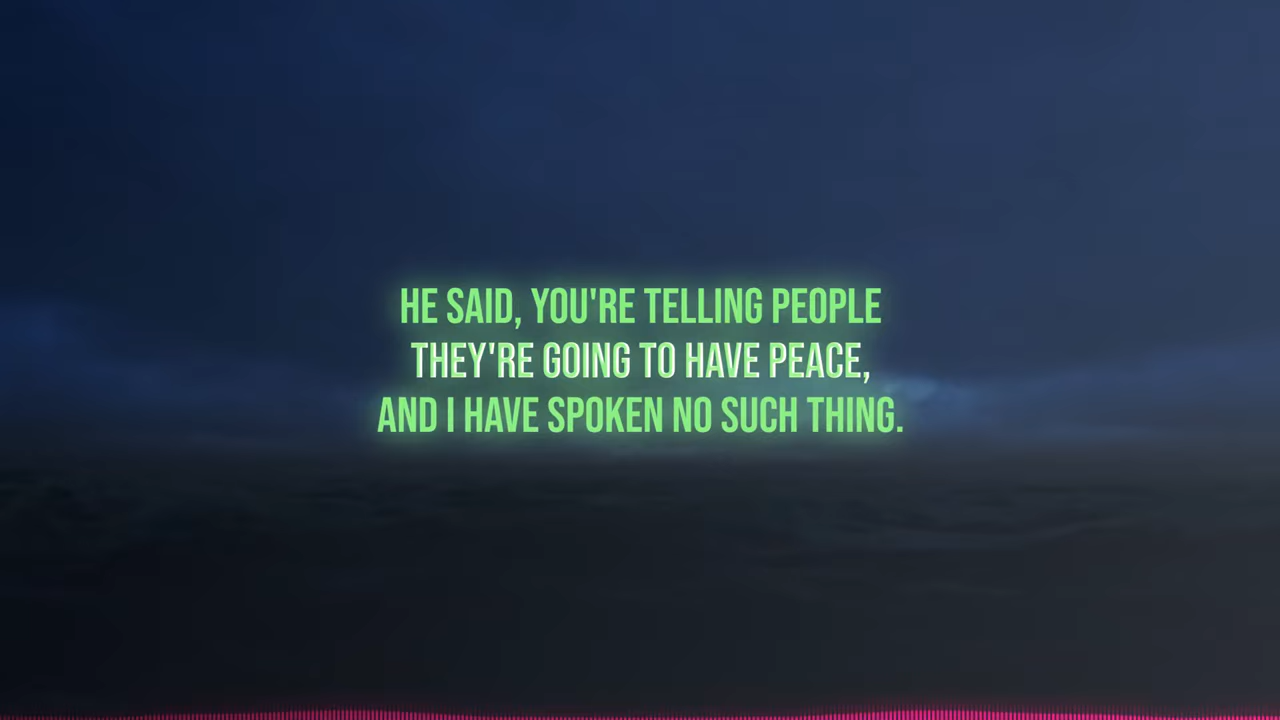 HE SAID, YOU'RE TELLING PEOPLE
THEY'RE GOING TO HAVE PEACE,
AND I HAVE SPOKEN NO SUCH THING.